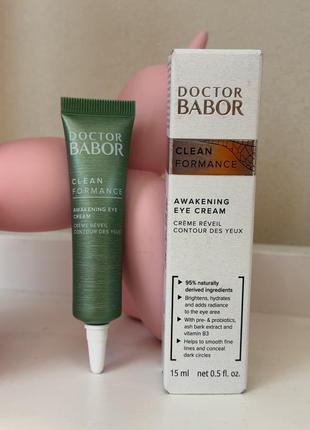 DOCTOR
BABOR
CLEAN
FORMANCE
AWAKENING EYE
CREAM
CRÈME RÉVEIL
CONTOUR DES YEUX
DOCTOR
BABOR
CLEAN
FORMANCE
AWAKENING
EYE CREAM
CRÈME RÉVEIL
CONTOUR DES YEUX
▸ 95% naturally
derived ingredients
▸ Brightens, hydrates
and adds radiance
to the eye area
▸ With pre- & probiotics,
ash bark extract and
vitamin B3
▸ Helps to smooth fine
lines and conceal
dark circles
15 ml net 0.5 fl. oz.